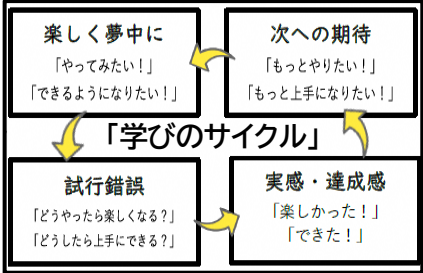 楽しく夢中に
「やってみたい！」
「できるようになりたい！」
次への期待
「もっとやりたい！」
「もっと上手になりたい！」
「学びのサイクル」
試行錯誤
「どうやったら楽しくなる？」
「どうしたら上手にできる？」
実感・達成感
「楽しかった！」
「できた！」